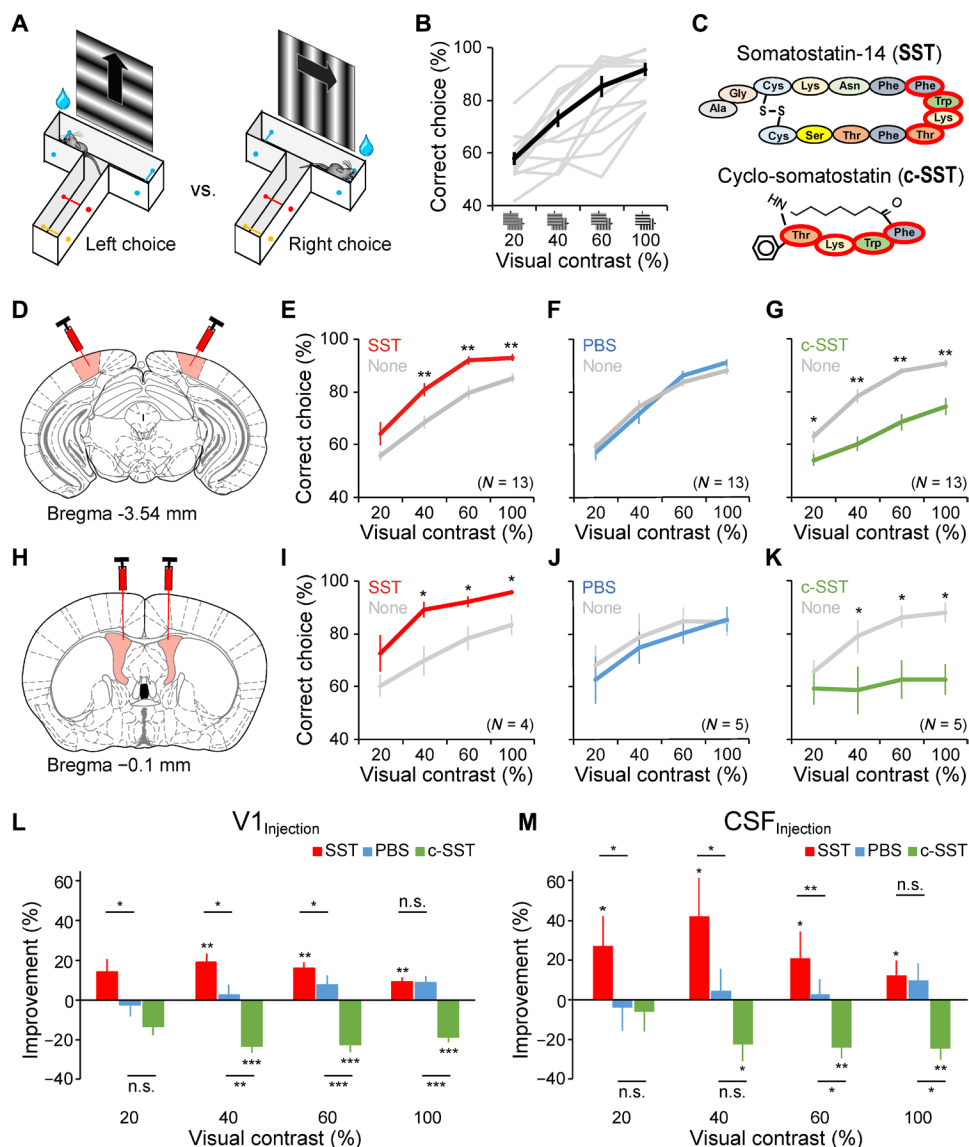 A
vs.
Left choice
Right choice
B
Correct choice (%)
100
80
60
40
20 40 60 100
Visual contrast (%)
C
Somatostatin-14 (SST)
Ala Gly Cys Lys Asn Phe Phe
Trp
Lys
S–S
Cys Ser Thr Phe Thr
Cyclo-somatostatin (c-SST)
HN
O
Thr Lys Trp Phe
D
Bregma -3.54 mm
E
Correct choice (%)
100
80
60
40
SST
None
** ** **
(N = 13)
20 40 60 100
Visual contrast (%)
F
PBS
None
(N = 13)
20 40 60 100
Visual contrast (%)
G
c-SST
None
* ** ** **
(N = 13)
20 40 60 100
Visual contrast (%)
H
Bregma −0.1 mm
I
Correct choice (%)
100
80
60
40
SST
None
* * *
(N = 4)
20 40 60 100
Visual contrast (%)
J
PBS
None
(N = 5)
20 40 60 100
Visual contrast (%)
K
c-SST
None
* * *
(N = 5)
20 40 60 100
Visual contrast (%)
L
V1Injection
SST PBS c-SST
Improvement (%)
60
40
20
0
−20
−40
* * * n.s.
** ** **
*** *** ***
n.s. ** *** ***
20 40 60 100
Visual contrast (%)
M
CSFInjection
SST PBS c-SST
Improvement (%)
60
40
20
0
−20
−40
* * ** n.s.
* * * *
* ** **
n.s. n.s. * *
20 40 60 100
Visual contrast (%)